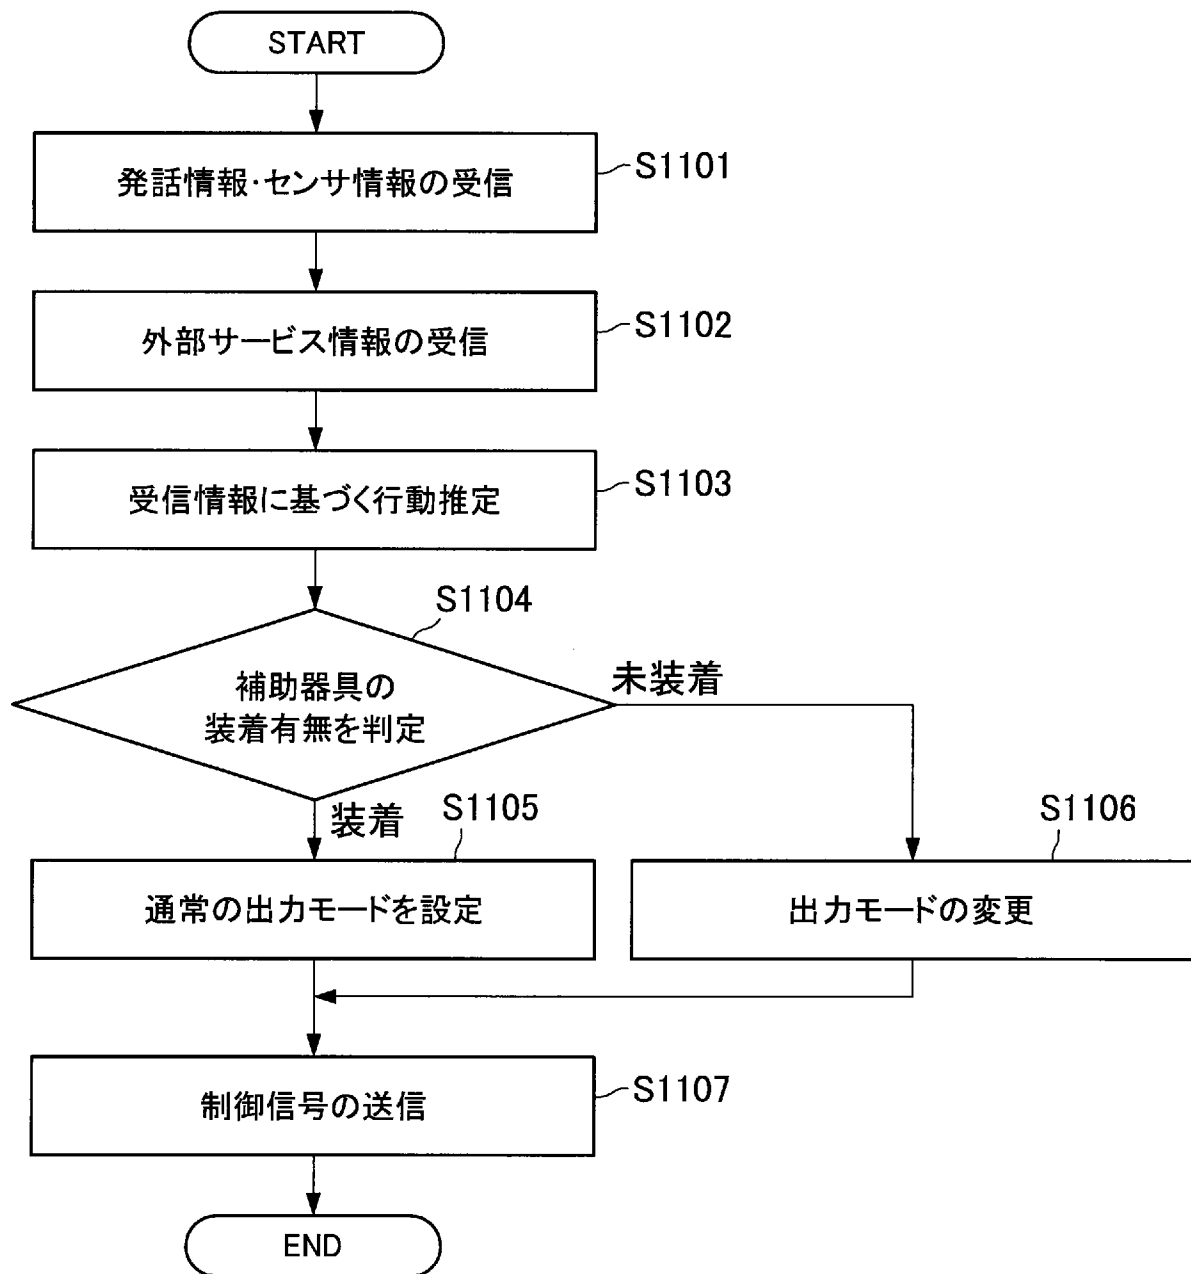 START
発話情報・センサ情報の受信
S1101
外部サービス情報の受信
S1102
受信情報に基づく行動推定
S1103
S1104
補助器具の
装着有無を判定
未装着
装着
S1105
通常の出力モードを設定
S1106
出力モードの変更
制御信号の送信
S1107
END